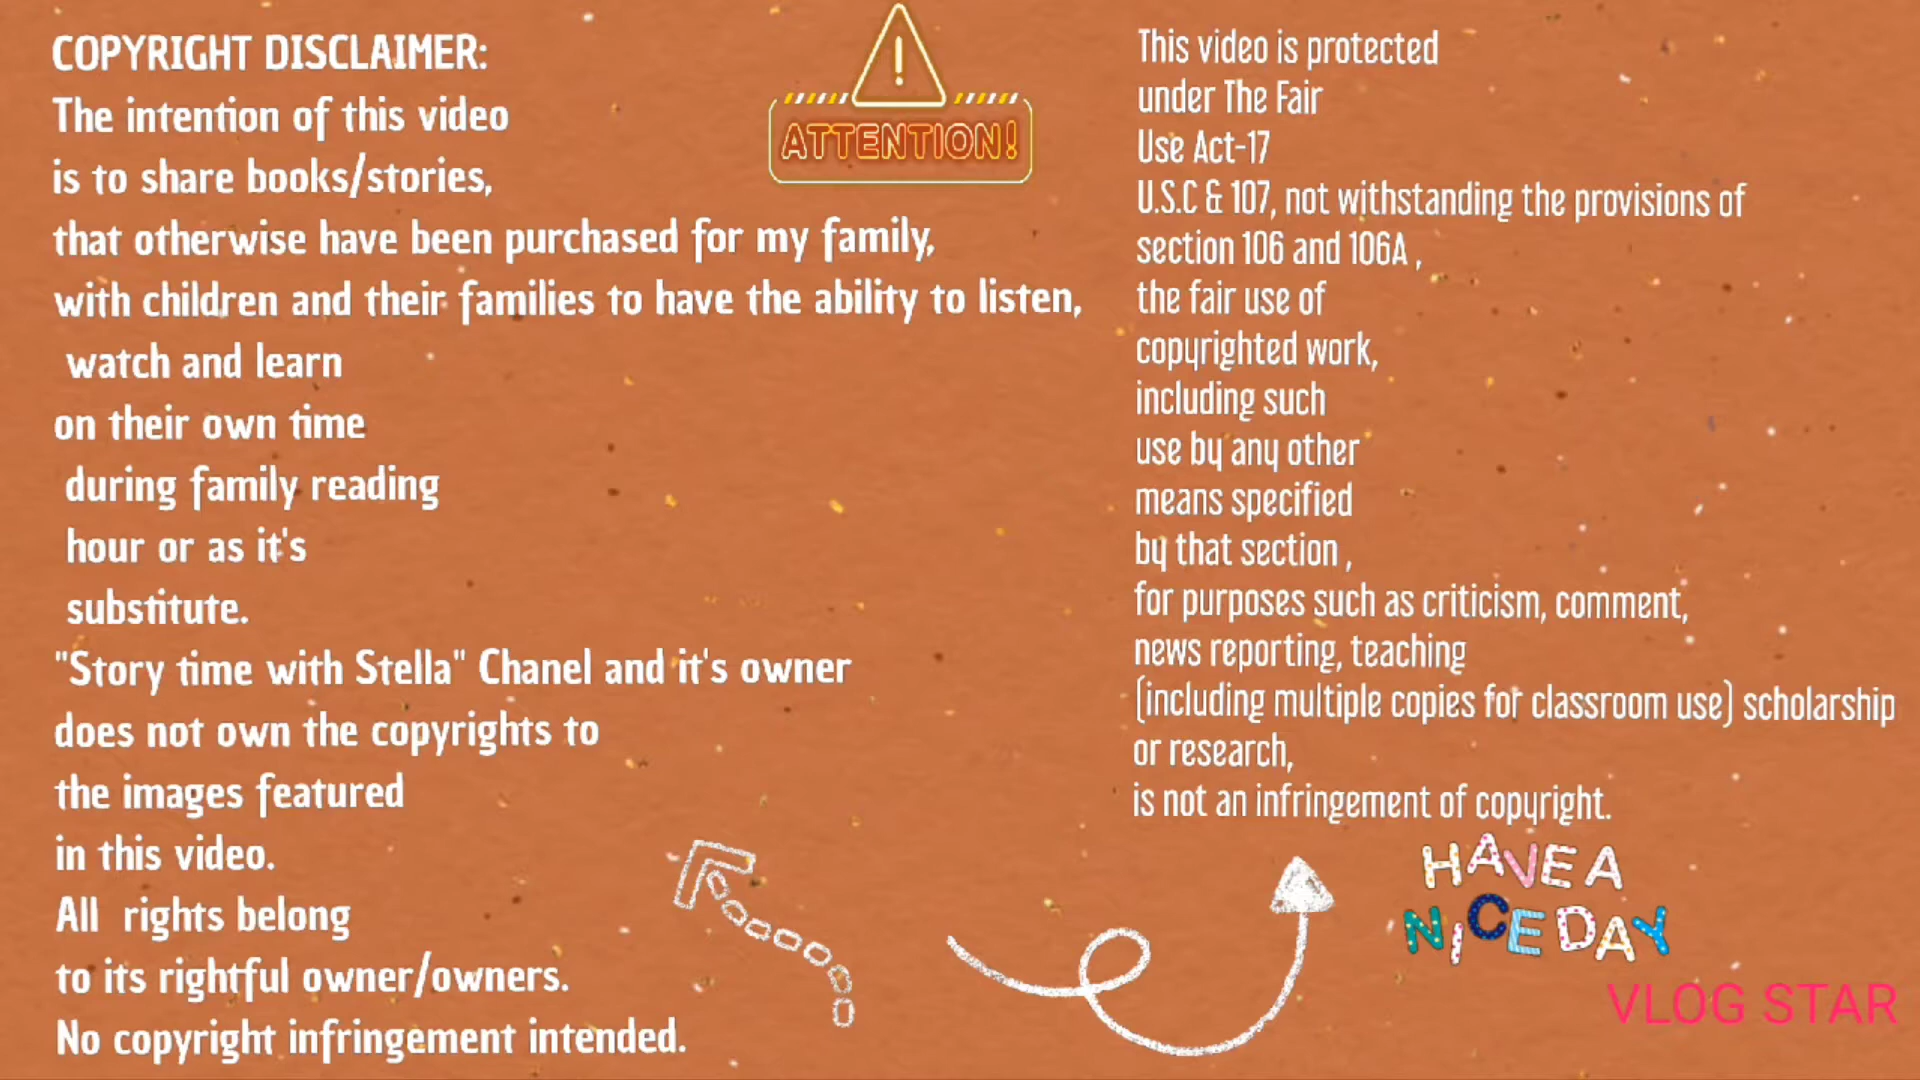 COPYRIGHT DISCLAIMER:
The intention of this video
is to share books/stories,
that otherwise have been purchased for my family,
with children and their families to have the ability to listen,
watch and learn
on their own time
during family reading
hour or as it's
substitute.
"Story time with Stella" Chanel and it's owner
does not own the copyrights to
the images featured
in this video.
All rights belong
to its rightful owner/owners.
No copyright infringement intended.
ATTENTION!
This video is protected
under The Fair
Use Act-17
U.S.C & 107, not withstanding the provisions of
section 106 and 106A ,
the fair use of
copyrighted work,
including such
use by any other
means specified
by that section ,
for purposes such as criticism, comment,
news reporting, teaching
(including multiple copies for classroom use) scholarship
or research,
is not an infringement of copyright.
HAVE A
NICE DAY
VLOG STAR